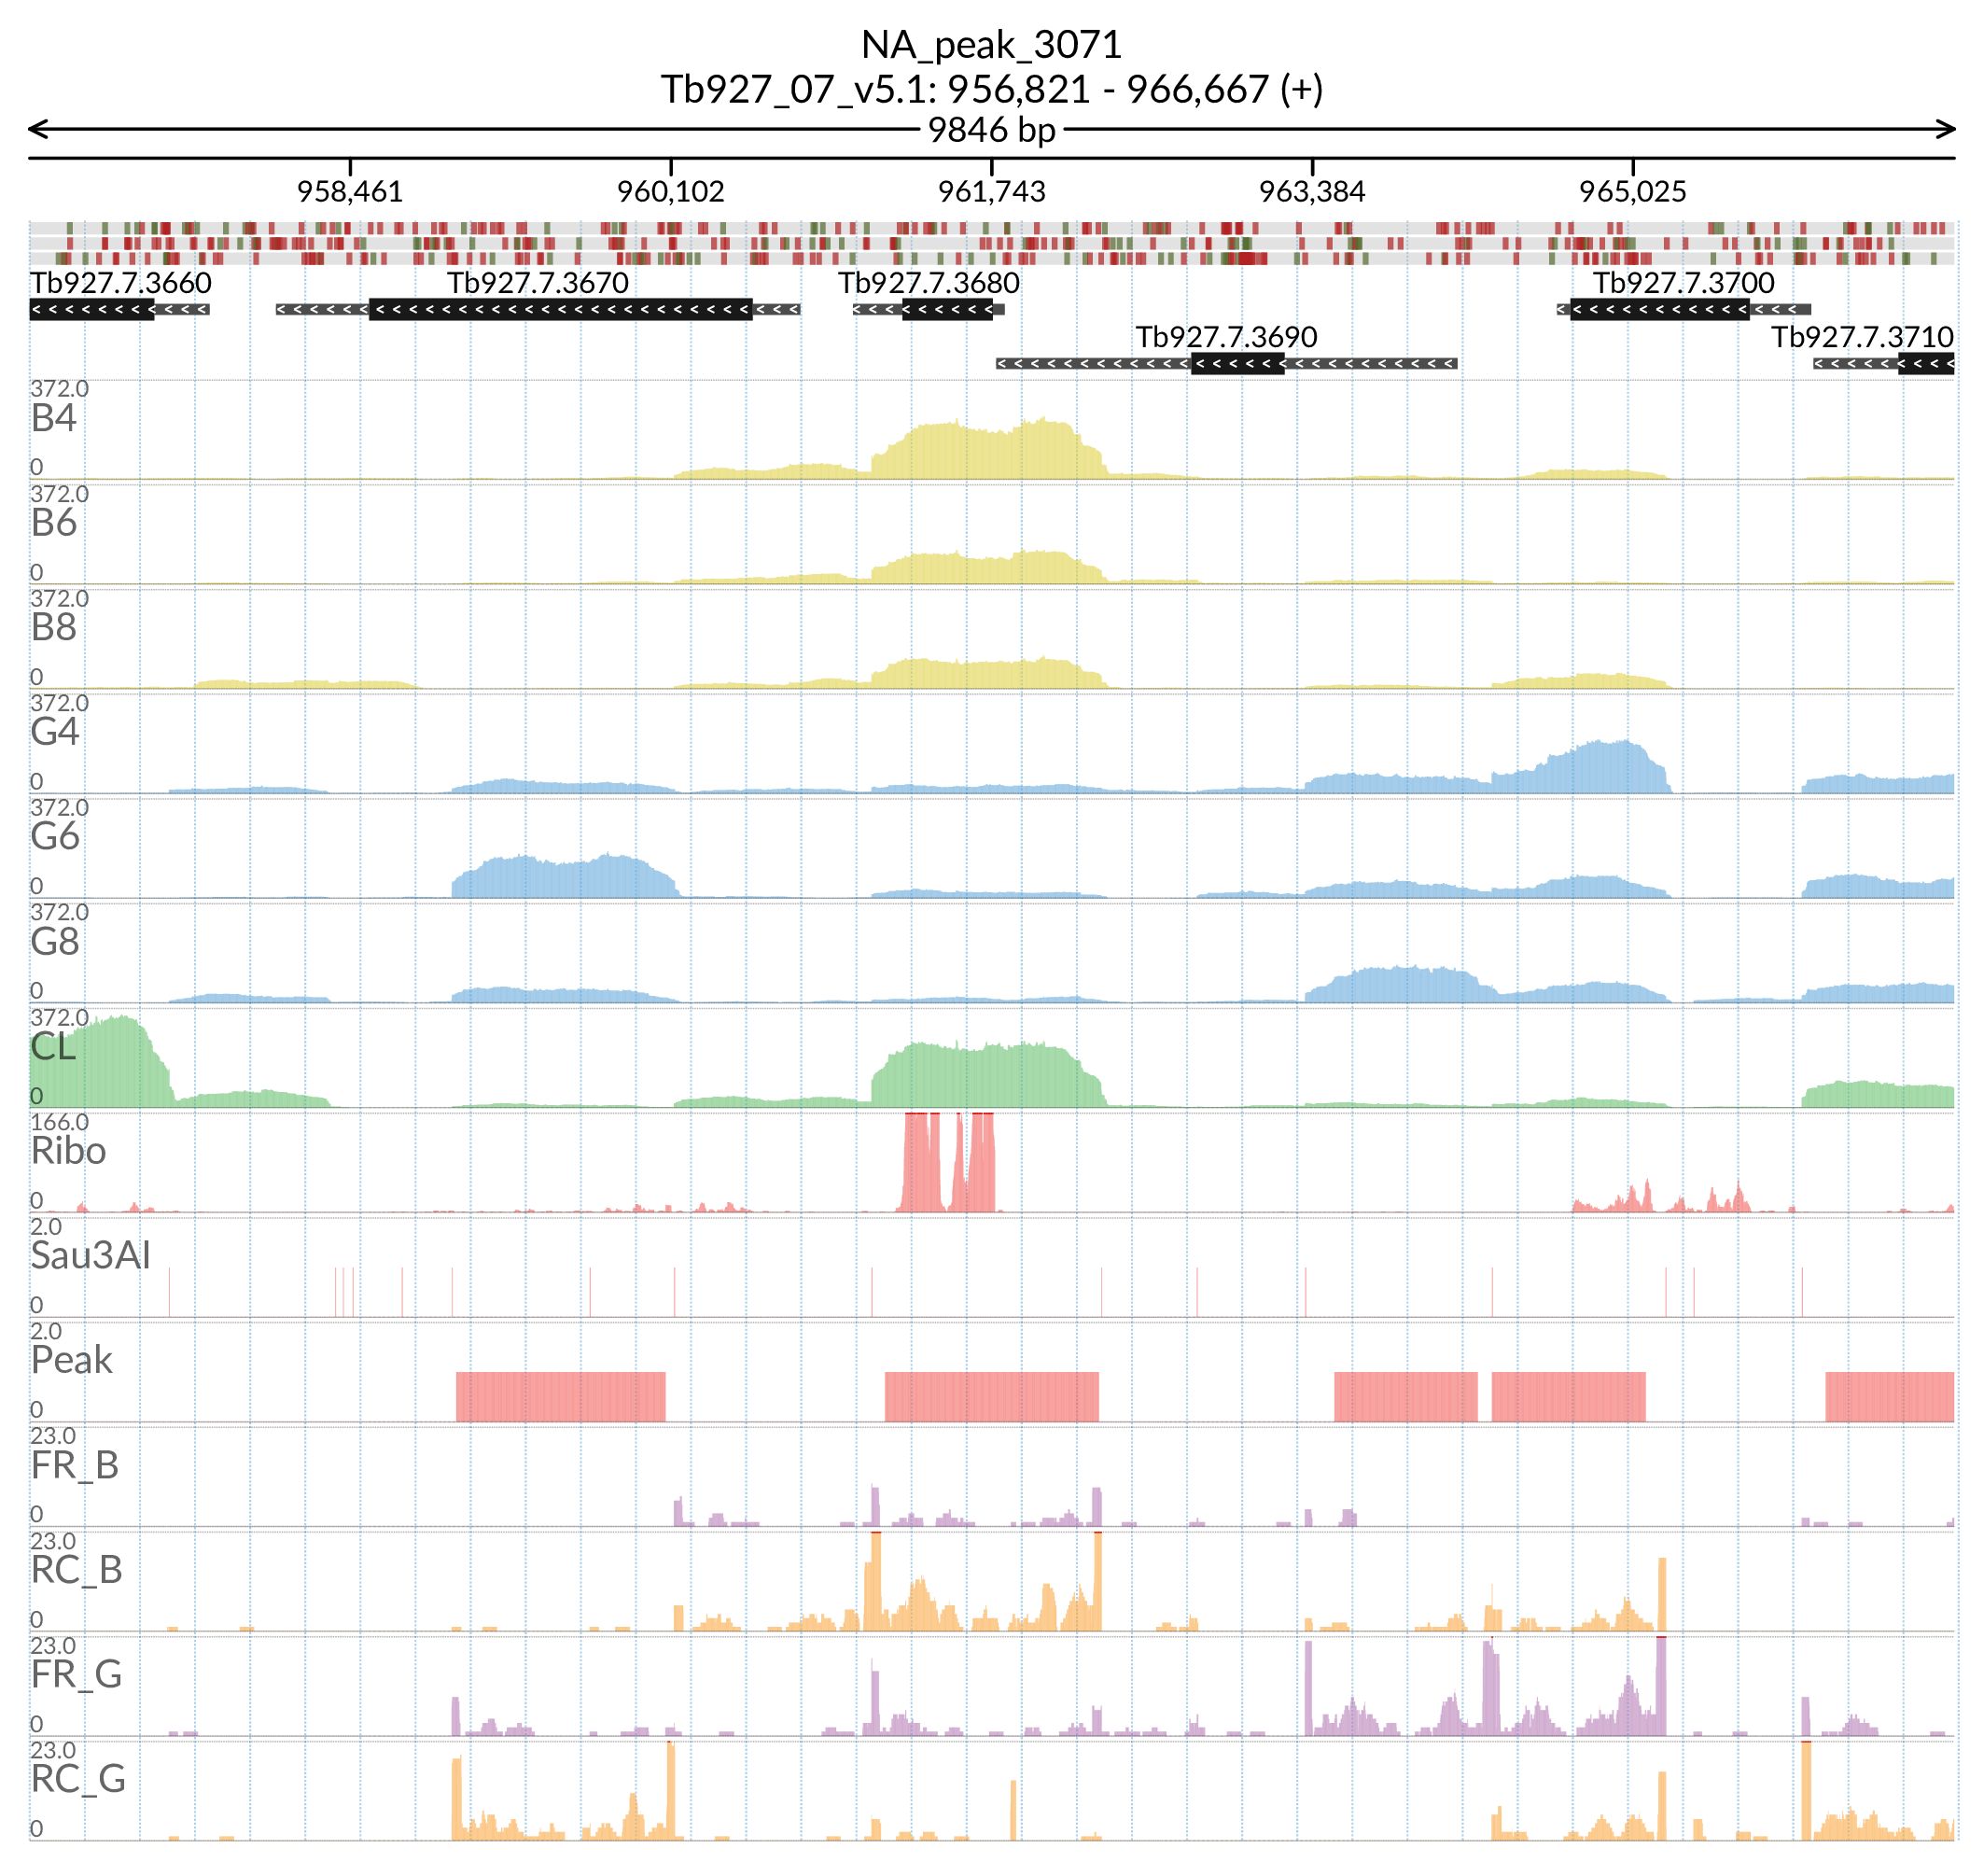 NA_peak_3071
Tb927_07_v5.1: 956,821 - 966,667 (+)
9846 bp
958,461 960,102 961,743 963,384 965,025
Tb927.7.3660 Tb927.7.3670 Tb927.7.3680 Tb927.7.3700
Tb927.7.3690 Tb927.7.3710
372.0
B4
0
372.0
B6
0
372.0
B8
0
372.0
G4
0
372.0
G6
0
372.0
G8
0
372.0
CL
0
166.0
Ribo
0
2.0
Sau3AI
0
2.0
Peak
0
23.0
FR_B
0
23.0
RC_B
0
23.0
FR_G
0
23.0
RC_G
0